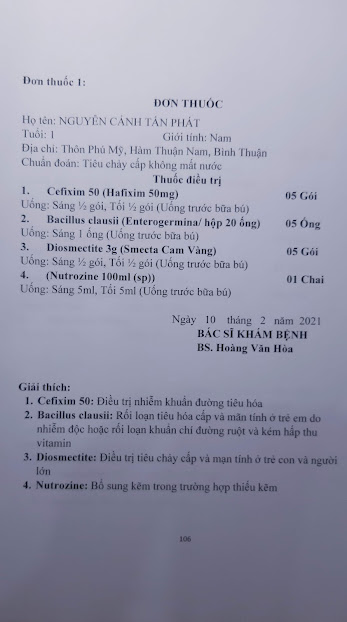 Đơn thuốc 1:
ĐƠN THUỐC
Họ tên: NGUYỄN CẢNH TẤN PHÁT
Tuổi: 1 Giới tính: Nam
Địa chỉ: Thôn Phú Mỹ, Hàm Thuận Nam, Bình Thuận
Chuẩn đoán: Tiêu chảy cấp không mất nước
Thuốc điều trị
1. Cefixim 50 (Hafixim 50mg) 05 Gói
Uống: Sáng ½ gói, Tối ½ gói (Uống trước bữa bú)
2. Bacillus clausii (Enterogermina/ hộp 20 ống) 05 Ống
Uống: Sáng 1 ống (Uống trước bữa bú)
3. Diosmectite 3g (Smecta Cam Vàng) 05 Gói
Uống: Sáng ½ gói, Tối ½ gói (Uống trước bữa bú)
4. (Nutrozine 100ml (sp)) 01 Chai
Uống: Sáng 5ml, Tối 5ml (Uống trước bữa bú)
Ngày 10 tháng 2 năm 2021
BÁC SĨ KHÁM BỆNH
BS. Hoàng Văn Hòa
Giải thích:
1. Cefixim 50: Điều trị nhiễm khuẩn đường tiêu hóa
2. Bacillus clausii: Rối loạn tiêu hóa cấp và mãn tính ở trẻ em do
nhiễm độc hoặc rối loạn khuẩn chí đường ruột và kém hấp thu
vitamin
3. Diosmectite: Điều trị tiêu chảy cấp và mạn tính ở trẻ con và người
lớn
4. Nutrozine: Bổ sung kẽm trong trường hợp thiếu kẽm
106